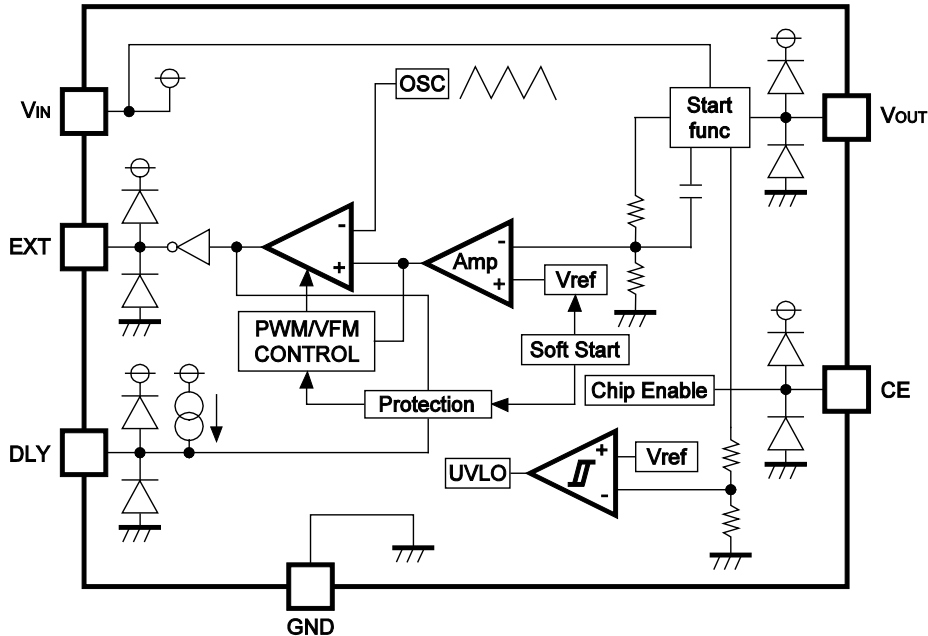 OSC
VIN
Start
func
VOUT
-
EXT
+
-
Amp
+
Vref
PWM/VFM
CONTROL
Soft Start
Chip Enable
CE
Protection
DLY
UVLO
+
-
Vref
GND